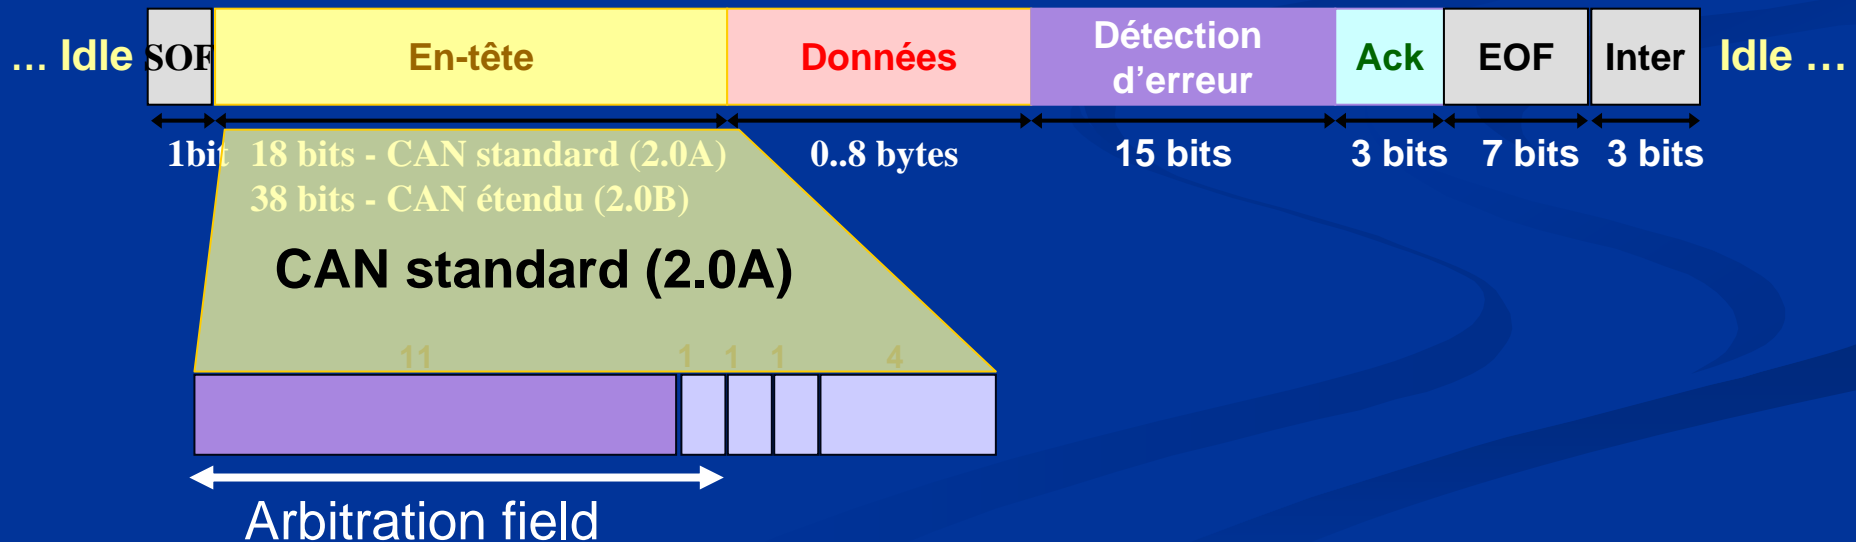 ... Idle SOF En-tête Données Détection d'erreur Ack EOF Inter Idle ...
1bit 18 bits - CAN standard (2.0A) 0..8 bytes 15 bits 3 bits 7 bits 3 bits
38 bits - CAN étendu (2.0B)
CAN standard (2.0A)
11 1 1 1 4
Arbitration field